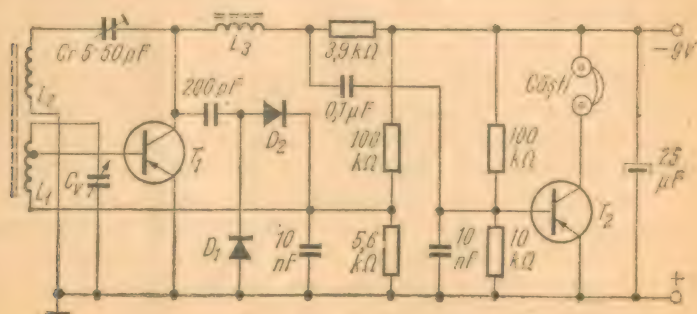 Cr 5-50pF
L3
3,9kΩ
-9V
200pF
0,1μF
Căști
L2
D2
100 kΩ
100 kΩ
25 μF
T1
Cv
L1
T2
D1
10 nF
5,6 kΩ
10 nF
10 kΩ
+